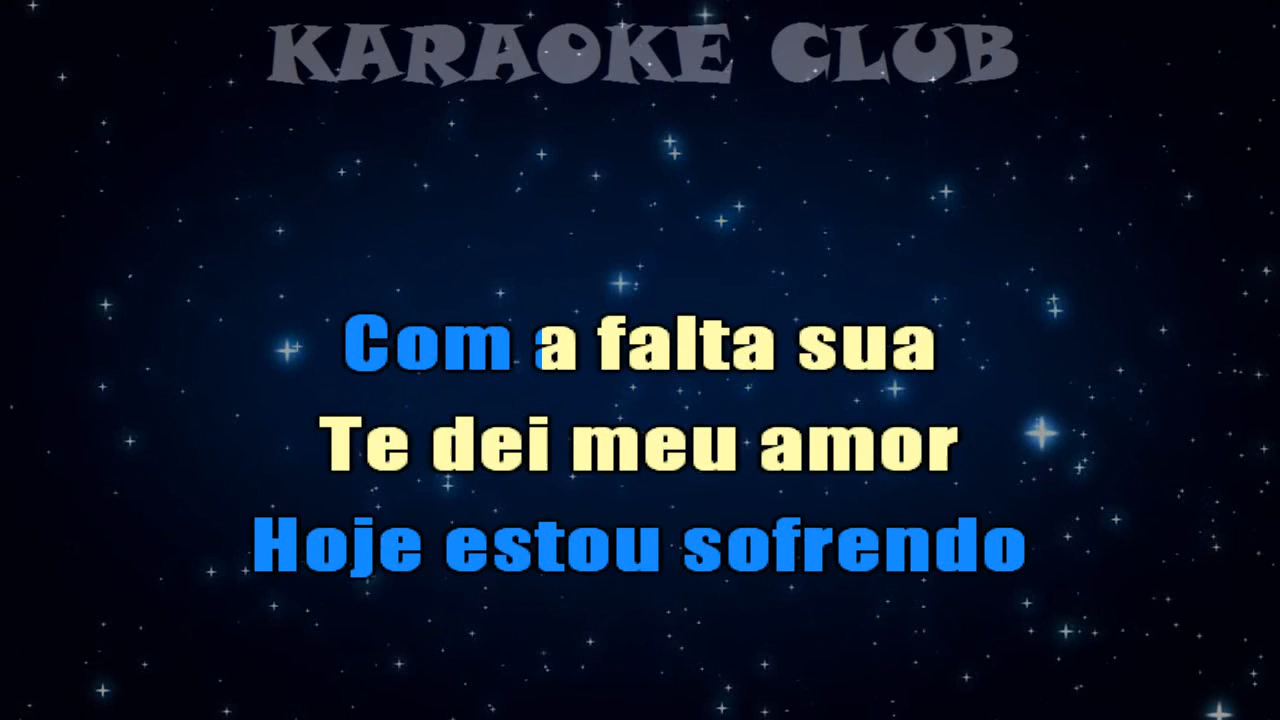 KARAOKE CLUB
Com a falta sua
Te dei meu amor
Hoje estou sofrendo